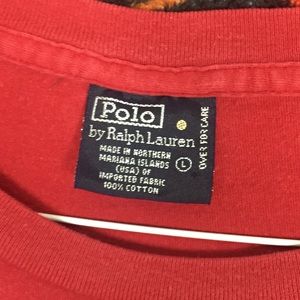 Polo
by Ralph Lauren
MADE IN NORTHERN
MARIANA ISLANDS
(USA) OF
IMPORTED FABRIC
100% COTTON
L
OVER FOR CARE